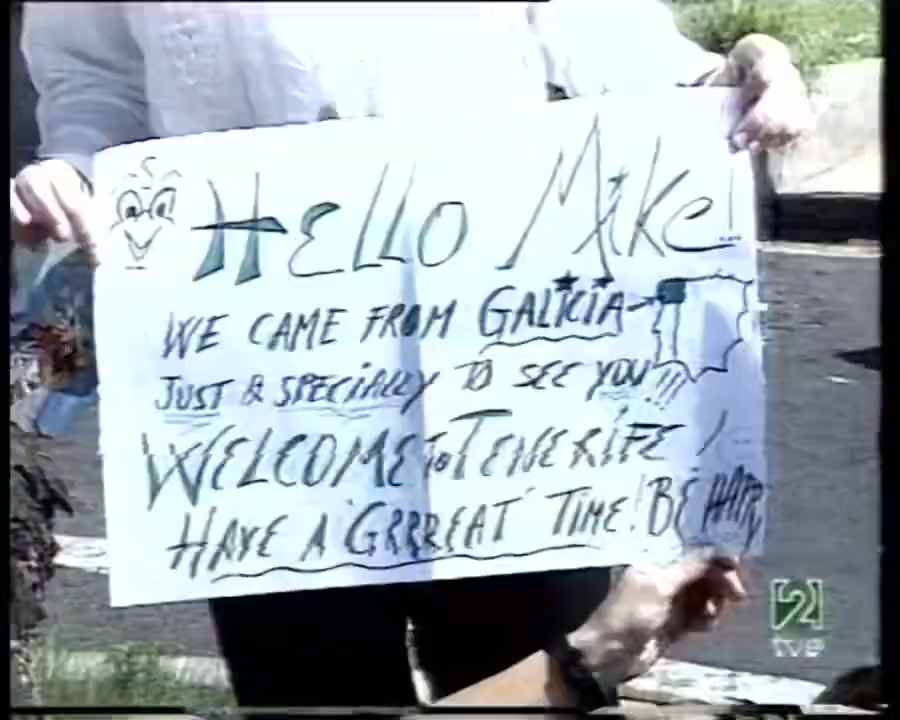 Hello Mike!
WE CAME FROM GALICIA
JUST & SPECIALLY TO SEE YOU!!!
WELCOME to TENERIFE!
HAVE A "GRRREAT" TIME! BE HAPPY
2
tve